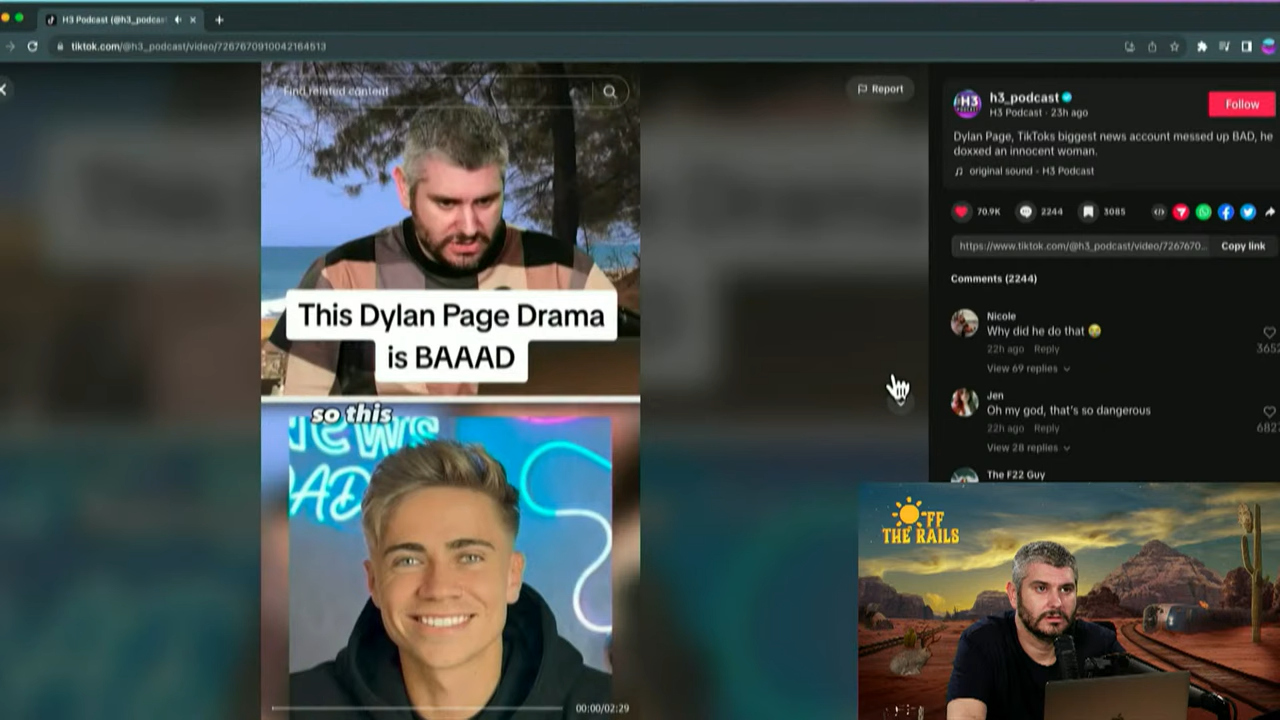 H3 Podcast (@h3_podcast
tiktok.com/@h3_podcast/video/7267670910042164513
Find related content
Report
h3_podcast
H3 Podcast · 23h ago
Follow
Dylan Page, TikToks biggest news account messed up BAD, he
doxxed an innocent woman.
original sound - H3 Podcast
70.9K
2244
3085
https://www.tiktok.com/@h3_podcast/video/7267670...
Copy link
Comments (2244)
Nicole
Why did he do that 😭
22h ago Reply
365
View 69 replies
Jen
Oh my god, that's so dangerous
22h ago Reply
682
View 28 replies
The F22 Guy
This Dylan Page Drama
is BAAAD
so this
news
H3
00:00/02:29
OFF
THE RAILS